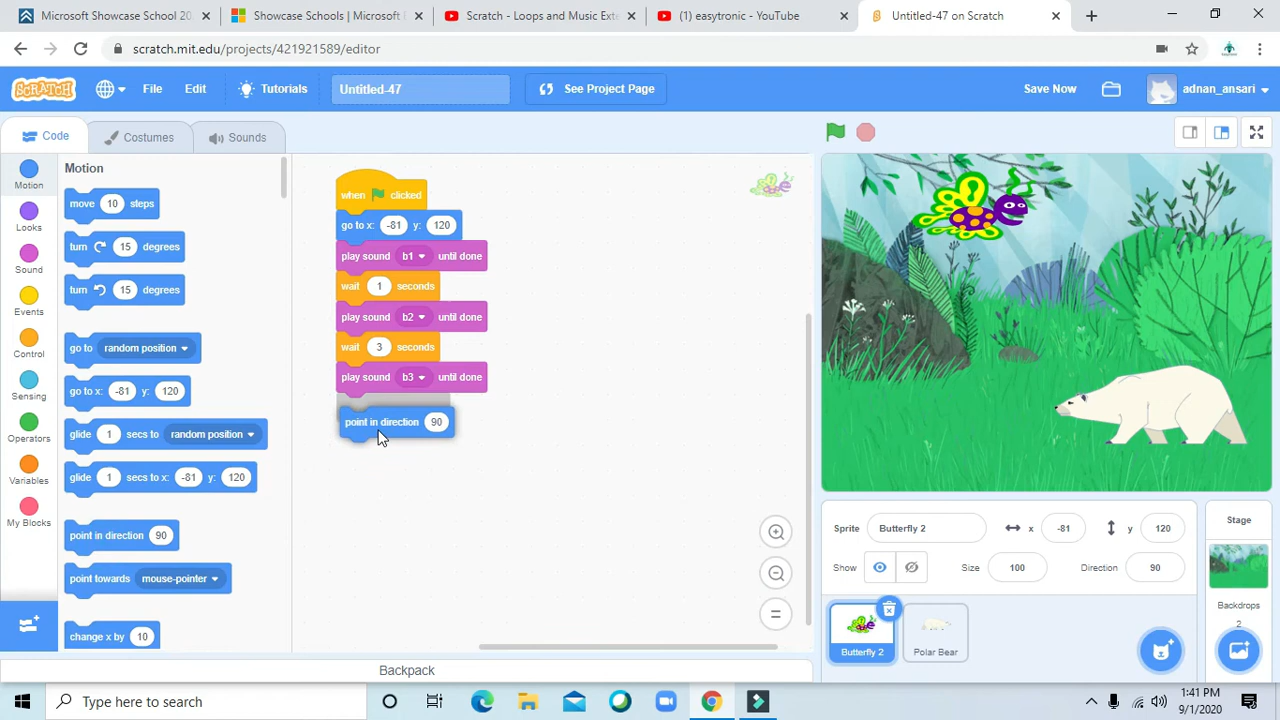 Microsoft School 20
Showcase Schools | Microsoft E
Scratch - Loops and Music Exte
(1) easytronic - YouTube
Untitled-47 on Scratch
scratch.mit.edu/projects/421921589/editor
SCRATCH
File
Edit
Tutorials
Untitled-47
See Project Page
Save Now
adnan_ansari
Code
Costumes
Sounds
Motion
Looks
Sound
Events
Control
Sensing
Operators
Variables
My Blocks
Motion
move 10 steps
turn 15 degrees
turn 15 degrees
go to random position
go to x: -81 y: 120
glide 1 secs to random position
glide 1 secs to x: -81 y: 120
point in direction 90
point towards mouse-pointer
change x by 10
when clicked
go to x: -81 y: 120
play sound b1 until done
wait 1 seconds
play sound b2 until done
wait 3 seconds
play sound b3 until done
point in direction 90
Backpack
Sprite Butterfly 2 x -81 y 120
Show Size 100 Direction 90
Butterfly 2
Polar Bear
Stage
Backdrops
2
Type here to search
1:41 PM
9/1/2020